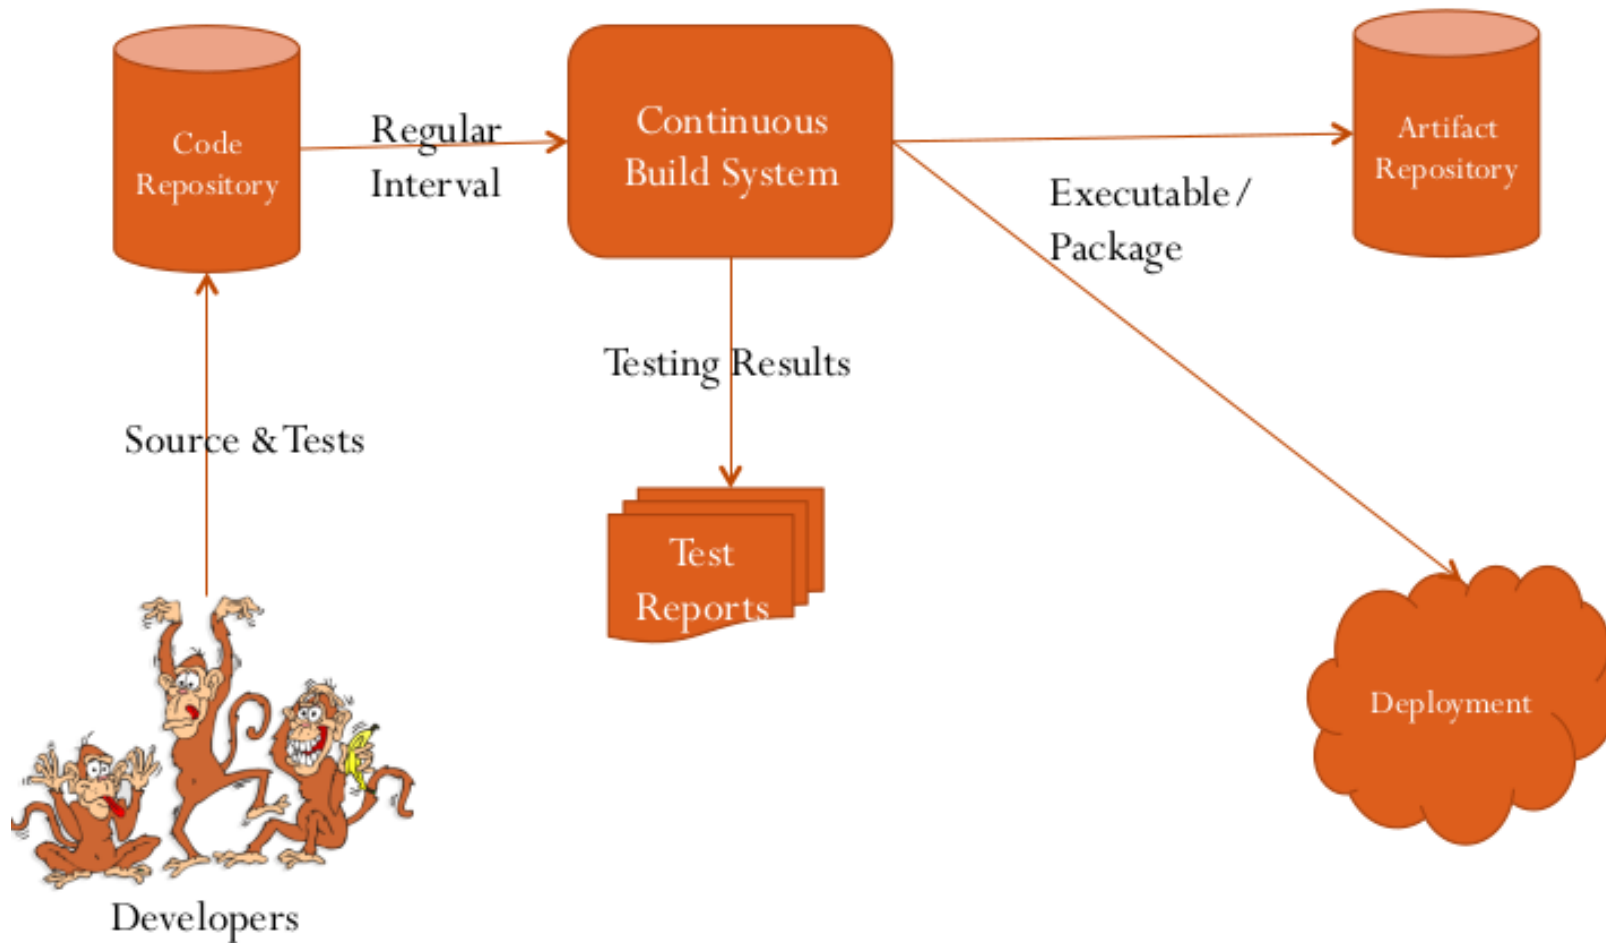 Code
Repository
Regular
Interval
Continuous
Build System
Executable/
Package
Artifact
Repository
Testing Results
Source & Tests
Test
Reports
Deployment
Developers